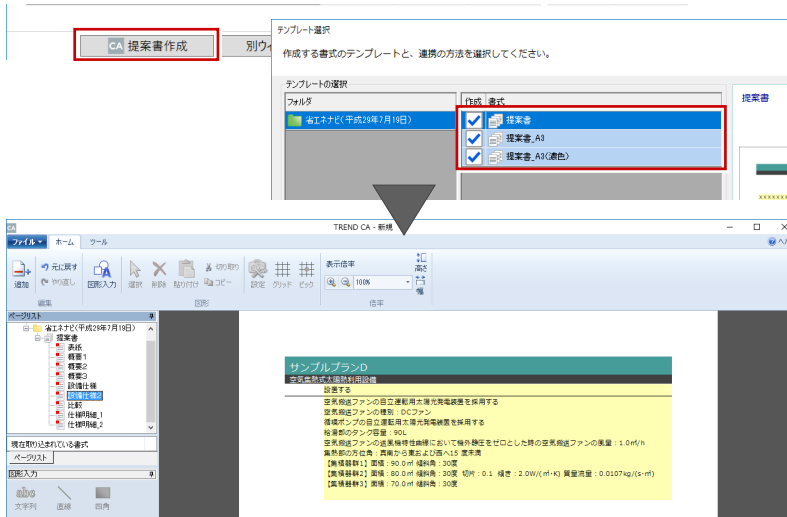 CA 提案書作成
別ウィ
テンプレート選択
作成する書式のテンプレートと、連携の方法を選択してください。
テンプレートの選択
フォルダ
作成 書式
提案書
省エネナビ(平成29年7月19日)
提案書
提案書_A3
提案書_A3(濃色)
xxxxxxx
CA
TREND CA - 新規
ファイル ホーム ツール
ヘル
追加
元に戻す
やり直し
編集
図形入力
選択
削除
貼り付け
切り取り
コピー
図形
設定
グリッド
ピック
表示倍率
100%
高さ
幅
倍率
ページリスト
省エネナビ(平成29年7月19日)
提案書
表紙
概要1
概要2
概要3
設備仕様
設備仕様2
比較
仕様明細_1
仕様明細_2
現在取り込まれている書式
ページリスト
図形入力
abc
文字列 直線 四角
サンプルプランD
空気集熱式太陽熱利用設備
設置する
空気搬送ファンの自立運転用太陽光発電装置を採用する
空気搬送ファンの種別:DCファン
循環ポンプの自立運転用太陽光発電装置を採用する
給湯部のタンク容量:90L
空気搬送ファンの送風機特性曲線において機外静圧をゼロとした時の空気搬送ファンの風量:1.0㎥/h
集熱部の方位角:真南から東および西へ15 度未満
【集積器群1】面積:90.0㎡ 傾斜角:30度
【集積器群2】面積:80.0㎡ 傾斜角:30度 切片:0.1 傾き:2.0W/(㎡・K) 質量流量:0.0107kg/(s・㎡)
【集積器群3】面積:70.0㎡ 傾斜角:30度